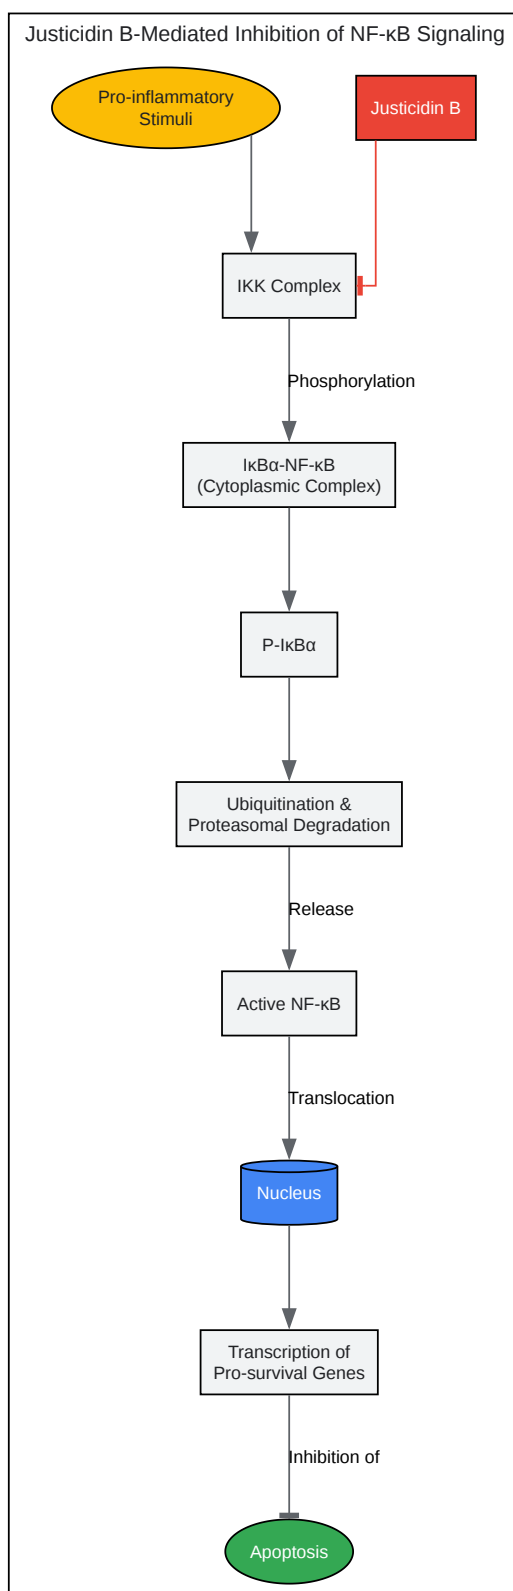 Justicidin B-Mediated Inhibition of NF-κB Signaling
Pro-inflammatory
Stimuli
Justicidin B
IKK Complex
Phosphorylation
IκBα-NF-κB
(Cytoplasmic Complex)
P-IκBα
Ubiquitination &
Proteasomal Degradation
Release
Active NF-κB
Translocation
Nucleus
Transcription of
Pro-survival Genes
Inhibition of
Apoptosis